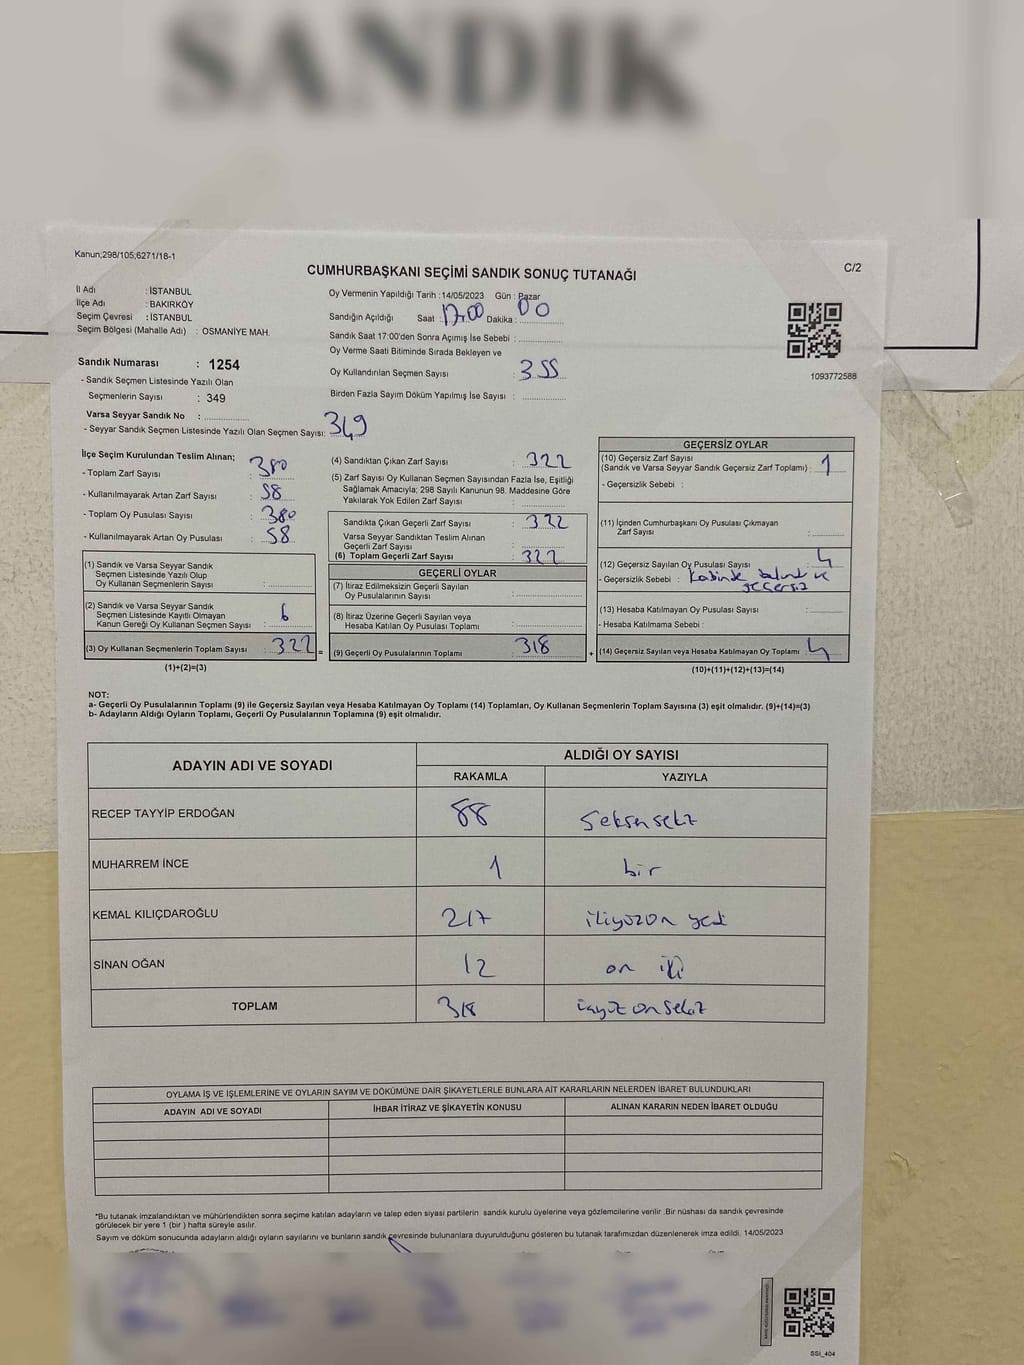 SANDIK
Kanun;298/105;6271/18-1
C/2
CUMHURBAŞKANI SEÇİMİ SANDIK SONUÇ TUTANAĞI
İl Adı : İSTANBUL
İlçe Adı : BAKIRKÖY
Seçim Çevresi : İSTANBUL
Seçim Bölgesi (Mahalle Adı) : OSMANİYE MAH.
Sandık Numarası : 1254
- Sandık Seçmen Listesinde Yazılı Olan
Seçmenlerin Sayısı : 349
Varsa Seyyar Sandık No :
- Seyyar Sandık Seçmen Listesinde Yazılı Olan Seçmen Sayısı: 349
Oy Vermenin Yapıldığı Tarih : 14/05/2023 Gün : Pazar
Sandığın Açıldığı Saat : 17.00 Dakika : 00
Sandık Saat 17:00'den Sonra Açımış İse Sebebi :
Oy Verme Saati Bitiminde Sırada Bekleyen ve
Oy Kullandırılan Seçmen Sayısı : 355
Birden Fazla Sayım Döküm Yapılmış İse Sayısı :
1093772588
İlçe Seçim Kurulundan Teslim Alınan;
- Toplam Zarf Sayısı : 380
- Kullanılmayarak Artan Zarf Sayısı : 58
- Toplam Oy Pusulası Sayısı : 380
- Kullanılmayarak Artan Oy Pusulası : 58
(1) Sandık ve Varsa Seyyar Sandık
Seçmen Listesinde Yazılı Olup
Oy Kullanan Seçmenlerin Sayısı :
(2) Sandık ve Varsa Seyyar Sandık
Seçmen Listesinde Kayıtlı Olmayan
Kanun Gereği Oy Kullanan Seçmen Sayısı : 6
(3) Oy Kullanan Seçmenlerin Toplam Sayısı : 322 =
(1)+(2)=(3)
(4) Sandıktan Çıkan Zarf Sayısı : 322
(5) Zarf Sayısı Oy Kullanan Seçmen Sayısından Fazla İse, Eşitliği
Sağlamak Amacıyla; 298 Sayılı Kanunun 98. Maddesine Göre
Yakılarak Yok Edilen Zarf Sayısı :
Sandıkta Çıkan Geçerli Zarf Sayısı : 322
Varsa Seyyar Sandıktan Teslim Alınan
Geçerli Zarf Sayısı :
(6) Toplam Geçerli Zarf Sayısı : 322
GEÇERLİ OYLAR
(7) İtiraz Edilmeksizin Geçerli Sayılan
Oy Pusulalarının Sayısı :
(8) İtiraz Üzerine Geçerli Sayılan veya
Hesaba Katılan Oy Pusulası Toplamı :
(9) Geçerli Oy Pusulalarının Toplamı : 318 +
GEÇERSİZ OYLAR
(10) Geçersiz Zarf Sayısı
(Sandık ve Varsa Seyyar Sandık Geçersiz Zarf Toplamı) : 1
- Geçersizlik Sebebi :
(11) İçinden Cumhurbaşkanı Oy Pusulası Çıkmayan
Zarf Sayısı :
(12) Geçersiz Sayılan Oy Pusulası Sayısı : 4
- Geçersizlik Sebebi : ve
geçersiz
(13) Hesaba Katılmayan Oy Pusulası Sayısı :
- Hesaba Katılmama Sebebi :
(14) Geçersiz Sayılan veya Hesaba Katılmayan Oy Toplamı : 4
(10)+(11)+(12)+(13)=(14)
NOT:
a- Geçerli Oy Pusulalarının Toplamı (9) ile Geçersiz Sayılan veya Hesaba Katılmayan Oy Toplamı (14) Toplamları, Oy Kullanan Seçmenlerin Toplam Sayısına (3) eşit olmalıdır. (9)+(14)=(3)
b- Adayların Aldığı Oyların Toplamı, Geçerli Oy Pusulalarının Toplamına (9) eşit olmalıdır.
ADAYIN ADI VE SOYADI
ALDIĞI OY SAYISI
RAKAMLA YAZIYLA
RECEP TAYYİP ERDOĞAN 88 Seksensekiz
MUHARREM İNCE 1 bir
KEMAL KILIÇDAROĞLU 217 ikiyüzon yedi
SİNAN OĞAN 12 on iki
TOPLAM 318 üçyüz onsekiz
OYLAMA İŞ VE İŞLEMLERİNE VE OYLARIN SAYIM VE DÖKÜMÜNE DAİR ŞİKAYETLERLE BUNLARA AİT KARARLARIN NELERDEN İBARET BULUNDUKLARI
ADAYIN ADI VE SOYADI İHBAR İTİRAZ VE ŞİKAYETİN KONUSU ALINAN KARARIN NEDEN İBARET OLDUĞU
*Bu tutanak imzalandıktan ve mühürlendikten sonra seçime katılan adayların ve talep eden siyasi partilerin sandık kurulu üyelerine veya gözlemcilerine verilir .Bir nüshası da sandık çevresinde
görülecek bir yere 1 (bir ) hafta süreyle asılır.
Sayım ve döküm sonucunda adayların aldığı oyların sayılarını ve bunların sandık çevresinde bulunanlara duyurulduğunu gösteren bu tutanak tarafımızdan düzenlenerek imza edildi. 14/05/2023
SSİ_404